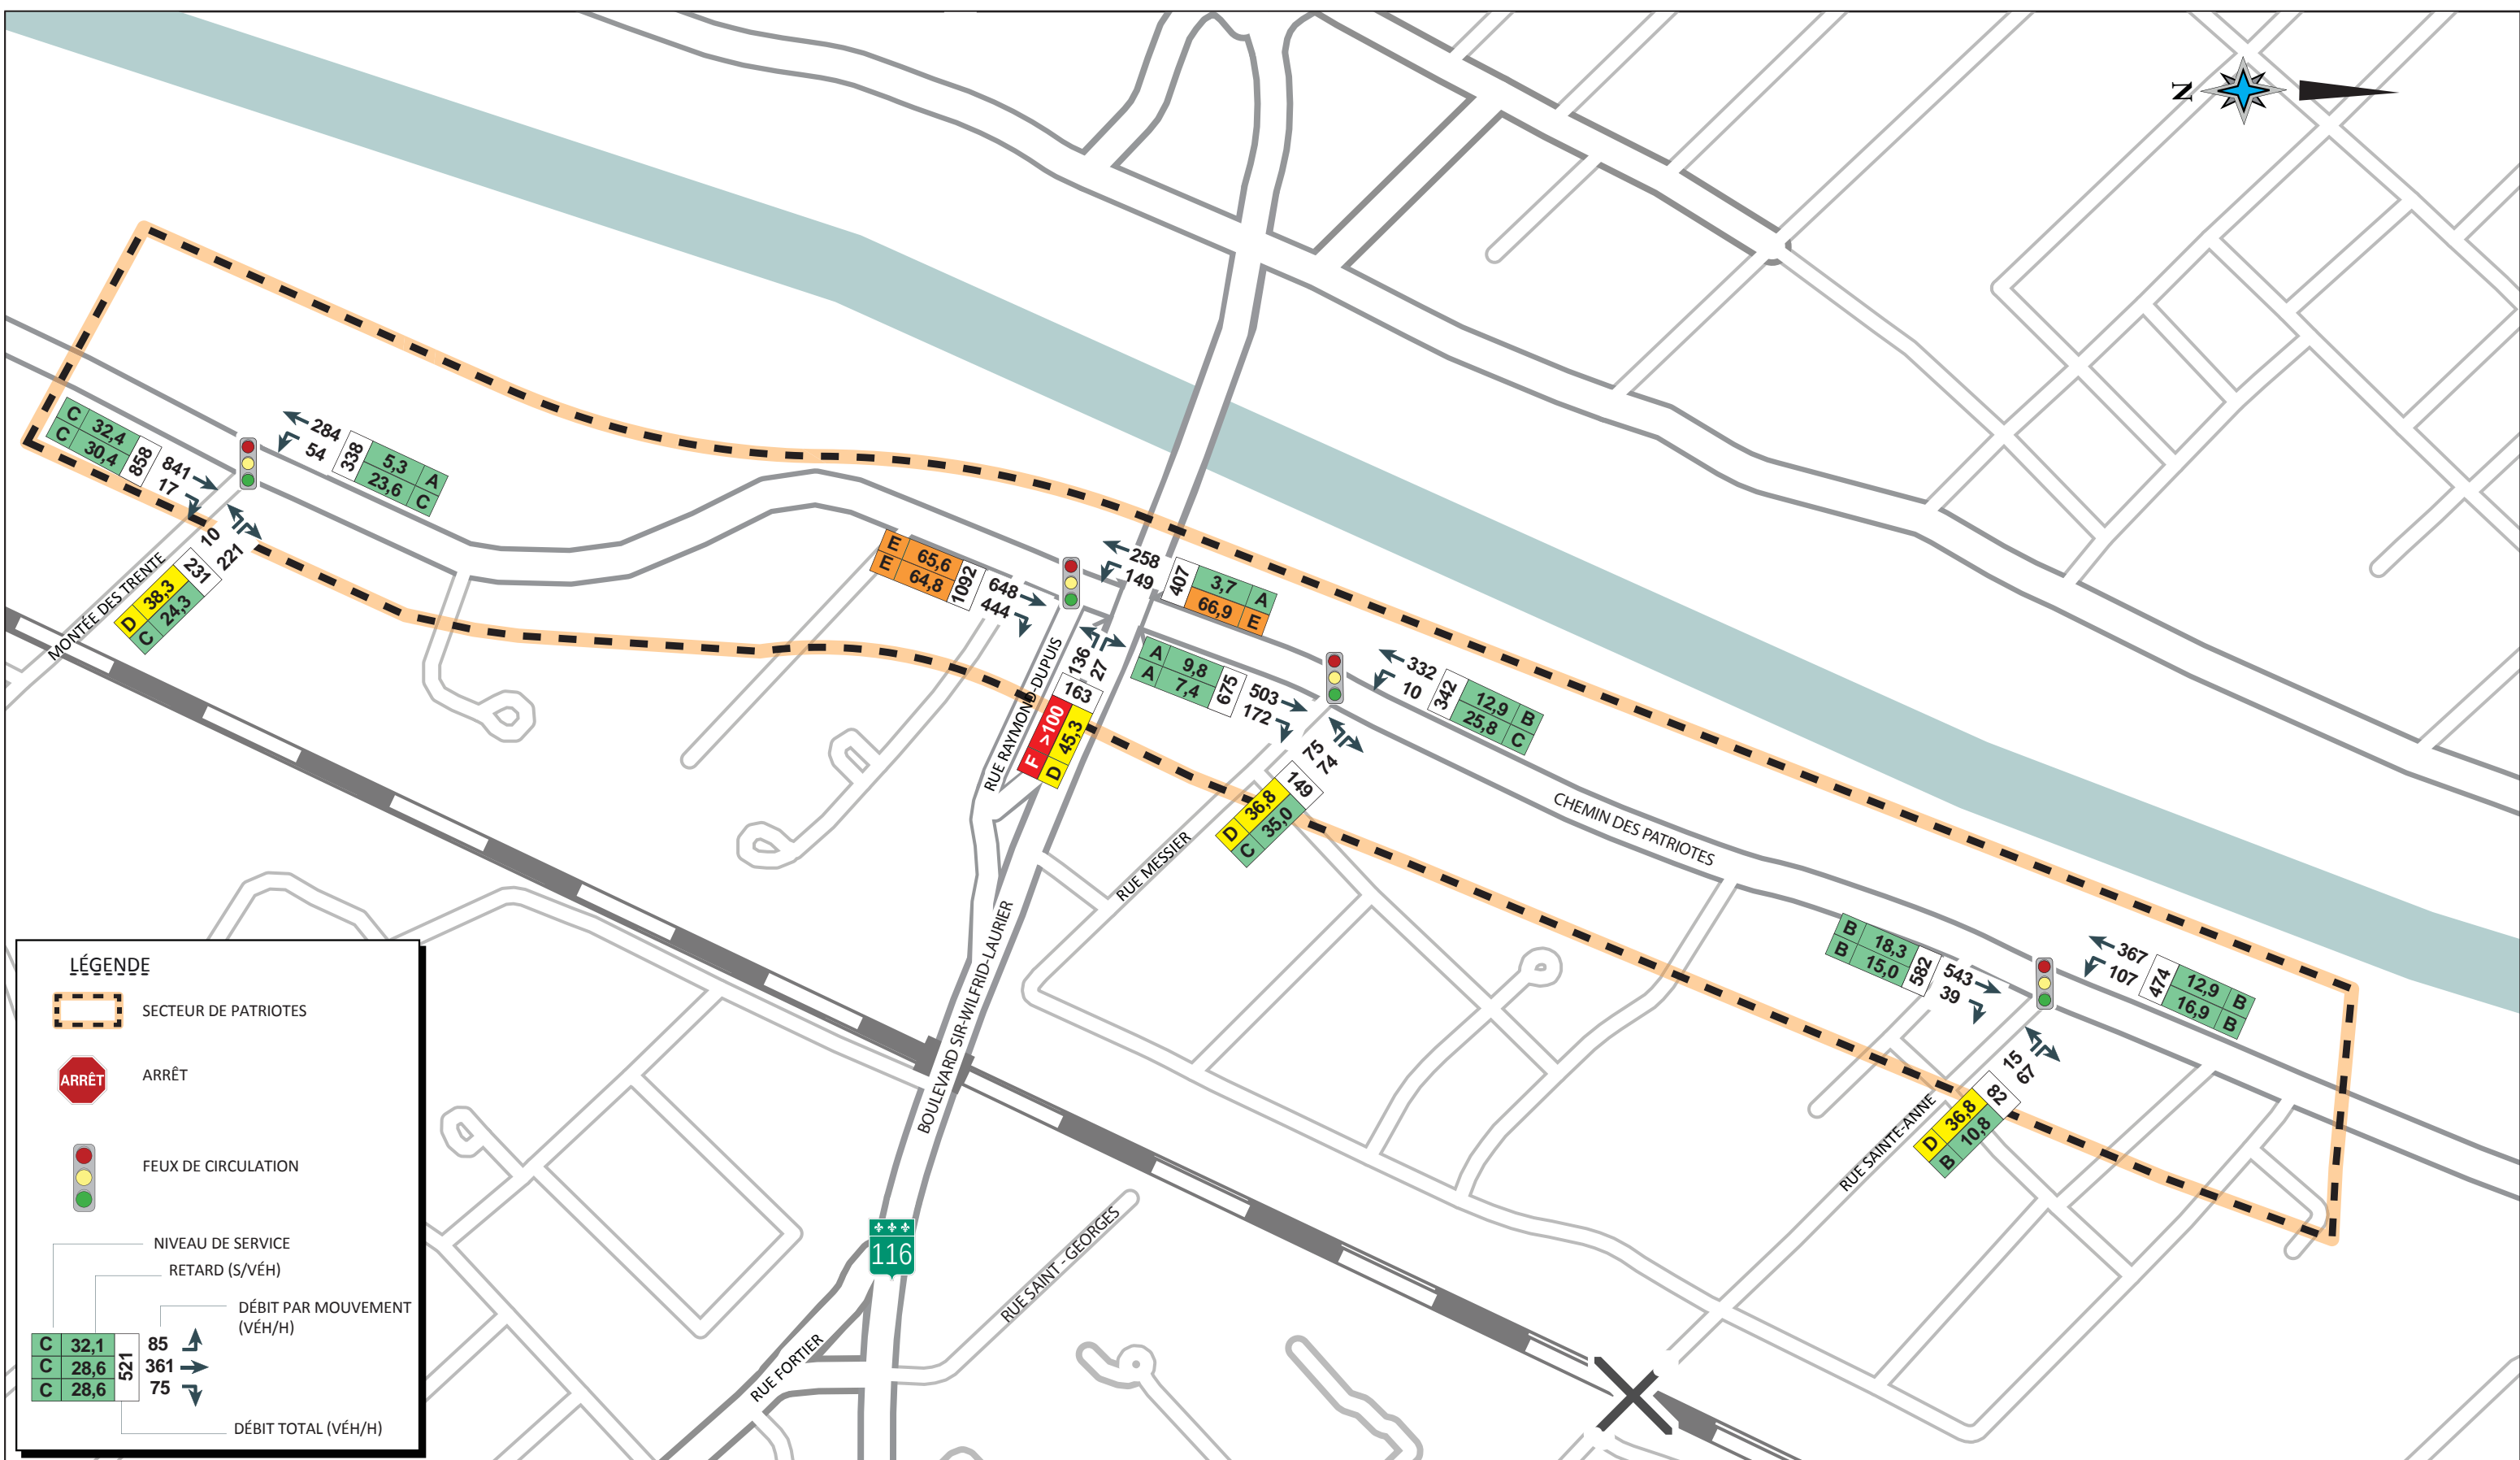 N
C 32,4
C 30,4
858
841
17
284
54
338
5,3 A
23,6 C
10
221
231
D 38,3
C 24,3
MONTÉE DES TRENTE
E 65,6
E 64,8
1092
648
444
258
149
407
3,7 A
66,9 E
136
27
163
F >100
D 45,3
RUE RAYMOND-DUPUIS
A 9,8
A 7,4
675
503
172
332
10
342
12,9 B
25,8 C
75
74
149
D 36,8
C 35,0
RUE MESSIER
CHEMIN DES PATRIOTES
B 18,3
B 15,0
582
543
39
367
107
474
12,9 B
16,9 B
15
67
82
D 36,8
B 10,8
RUE SAINTE-ANNE
BOULEVARD SIR-WILFRID-LAURIER
116
RUE SAINT - GEORGES
RUE FORTIER
LÉGENDE
SECTEUR DE PATRIOTES
ARRÊT
ARRÊT
FEUX DE CIRCULATION
NIVEAU DE SERVICE
RETARD (S/VÉH)
DÉBIT PAR MOUVEMENT
(VÉH/H)
C 32,1
C 28,6
C 28,6
521
85
361
75
DÉBIT TOTAL (VÉH/H)